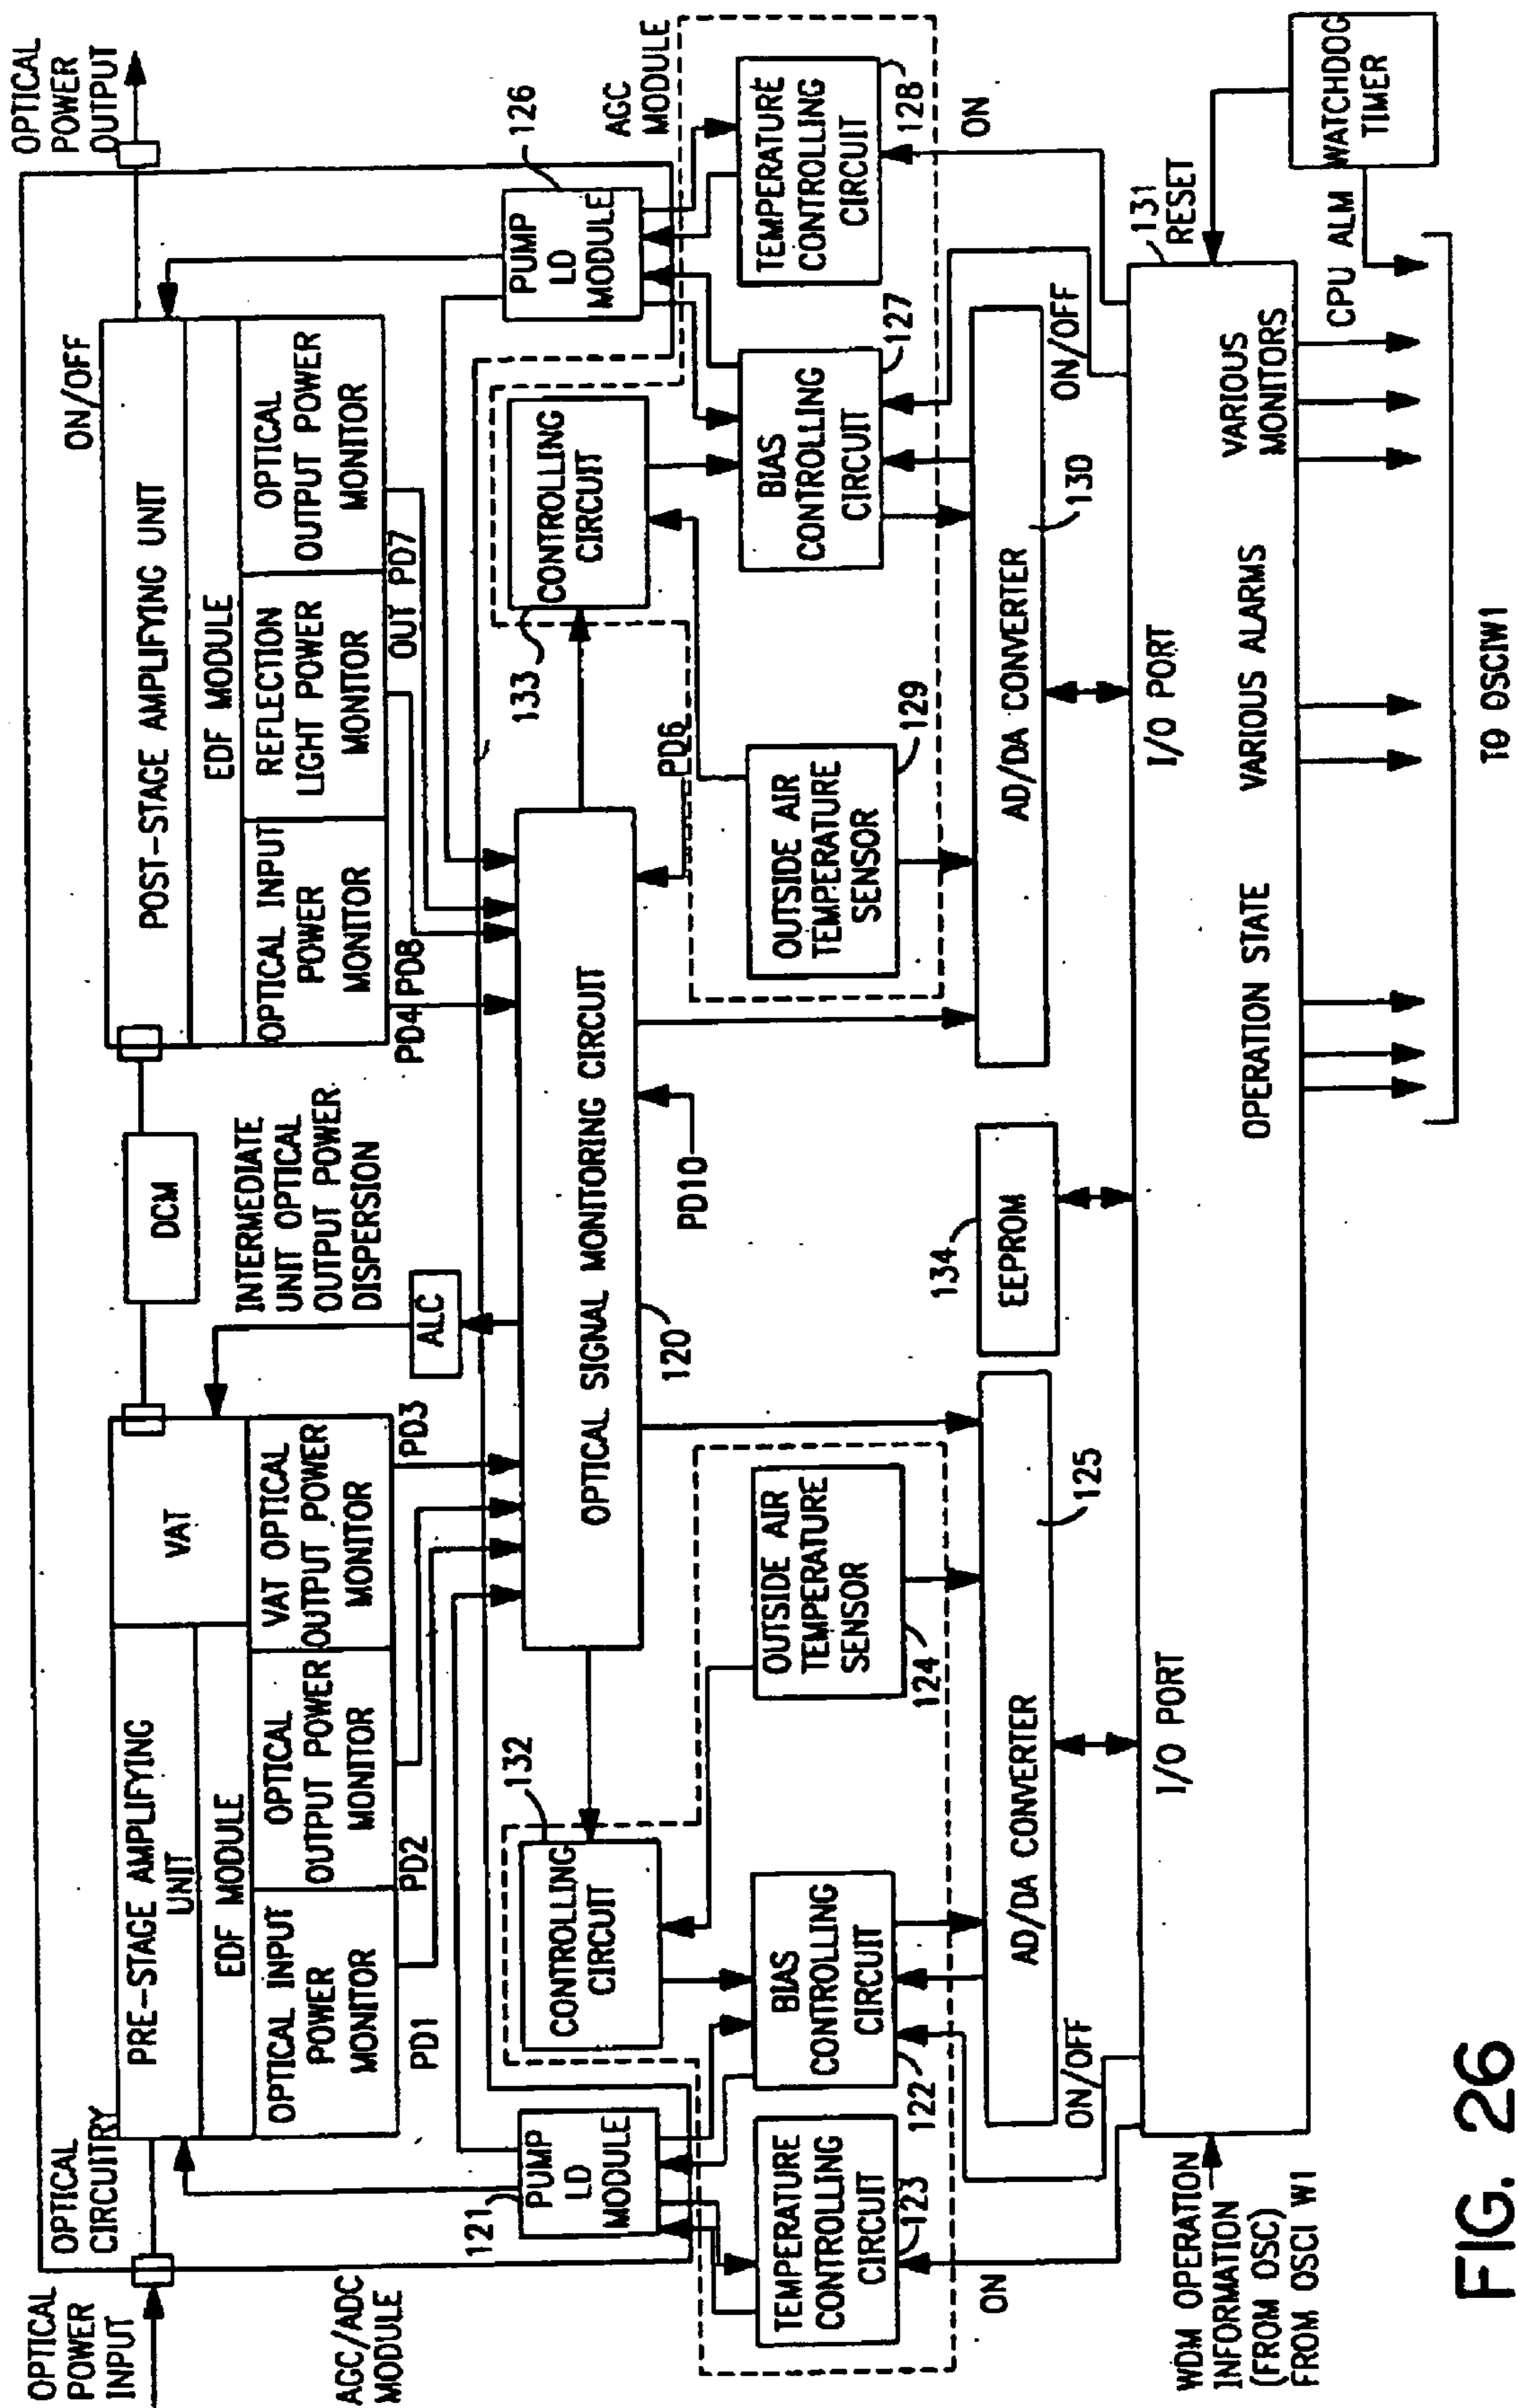 OPTICAL
POWER
INPUT
OPTICAL
CIRCUITRY
PRE-STAGE AMPLIFYING
UNIT
EDF MODULE
OPTICAL INPUT
POWER
MONITOR
OPTICAL
OUTPUT POWER
MONITOR
VAT
VAT OPTICAL
OUTPUT POWER
MONITOR
PD1
PD2
PD3
DCM
INTERMEDIATE
UNIT OPTICAL
OUTPUT POWER
DISPERSION
ALC
ON/OFF
POST-STAGE AMPLIFYING UNIT
EDF MODULE
OPTICAL INPUT
POWER
MONITOR
REFLECTION
LIGHT POWER
MONITOR
OPTICAL
OUTPUT POWER
MONITOR
PD4
PD8
OUT PD7
OPTICAL
POWER
OUTPUT
AGC/ADC
MODULE
121
PUMP
LD
MODULE
132
CONTROLLING
CIRCUIT
OPTICAL SIGNAL MONITORING CIRCUIT
120
PD10
PD6
133
CONTROLLING
CIRCUIT
PUMP
LD
MODULE
126
AGC
MODULE
TEMPERATURE
CONTROLLING
CIRCUIT
123
BIAS
CONTROLLING
CIRCUIT
122
OUTSIDE AIR
TEMPERATURE
SENSOR
124
OUTSIDE AIR
TEMPERATURE
SENSOR
129
BIAS
CONTROLLING
CIRCUIT
127
TEMPERATURE
CONTROLLING
CIRCUIT
128
ON
ON/OFF
AD/DA CONVERTER
125
134
EEPROM
AD/DA CONVERTER
130
ON/OFF
ON
WDM OPERATION
INFORMATION
(FROM OSC)
FROM OSCI W1
I/O PORT
I/O PORT
131
RESET
OPERATION STATE
VARIOUS ALARMS
VARIOUS
MONITORS
CPU ALM
WATCHDOG
TIMER
TO OSCIW1
FIG. 26